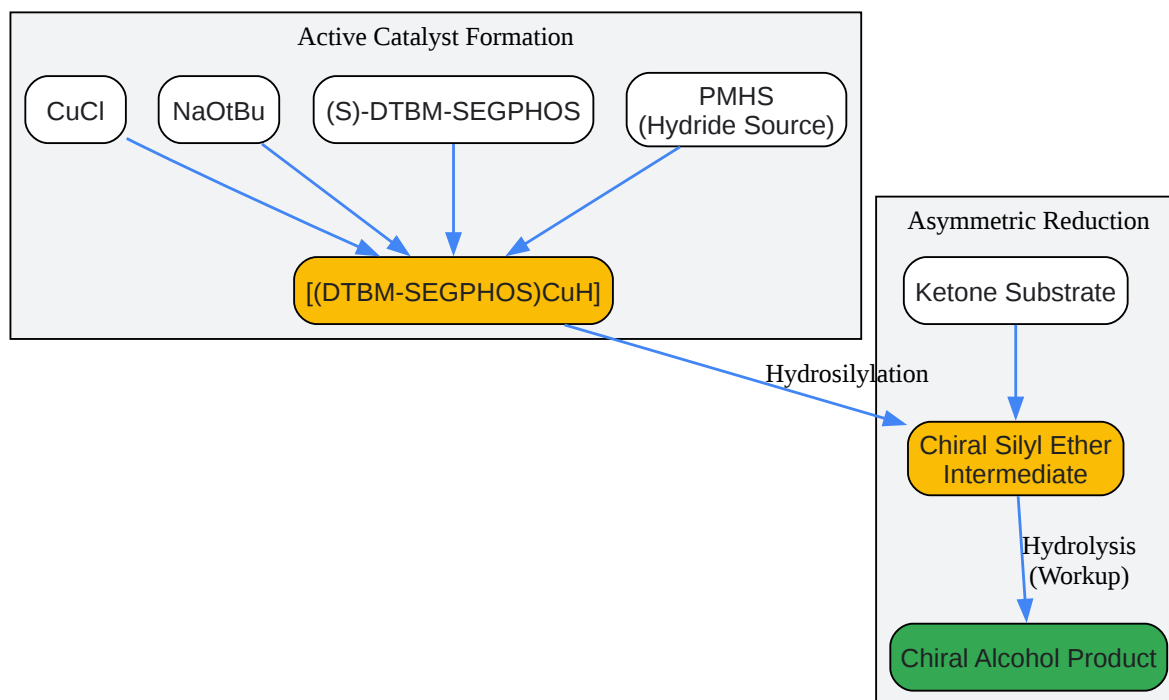 Active Catalyst Formation
CuCl
NaOtBu
(S)-DTBM-SEGPHOS
PMHS
(Hydride Source)
[(DTBM-SEGPHOS)CuH]
Hydrosilylation
Asymmetric Reduction
Ketone Substrate
Chiral Silyl Ether
Intermediate
Hydrolysis
(Workup)
Chiral Alcohol Product